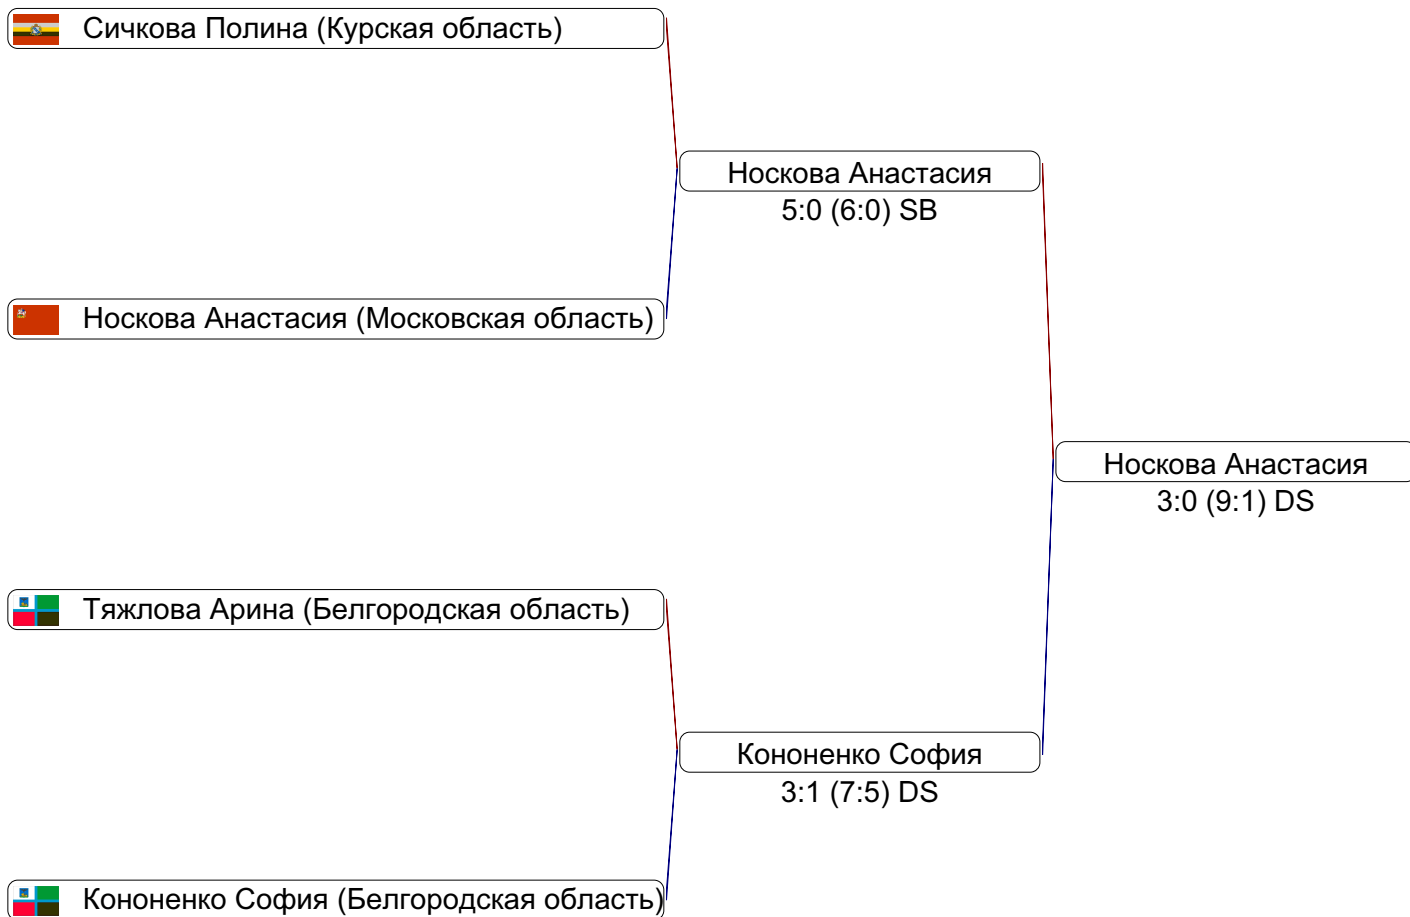 Сичкова Полина (Курская область)
Носкова Анастасия
5:0 (6:0) SB
Носкова Анастасия (Московская область)
Носкова Анастасия
3:0 (9:1) DS
Тяжлова Арина (Белгородская область)
Кононенко София
3:1 (7:5) DS
Кононенко София (Белгородская область)